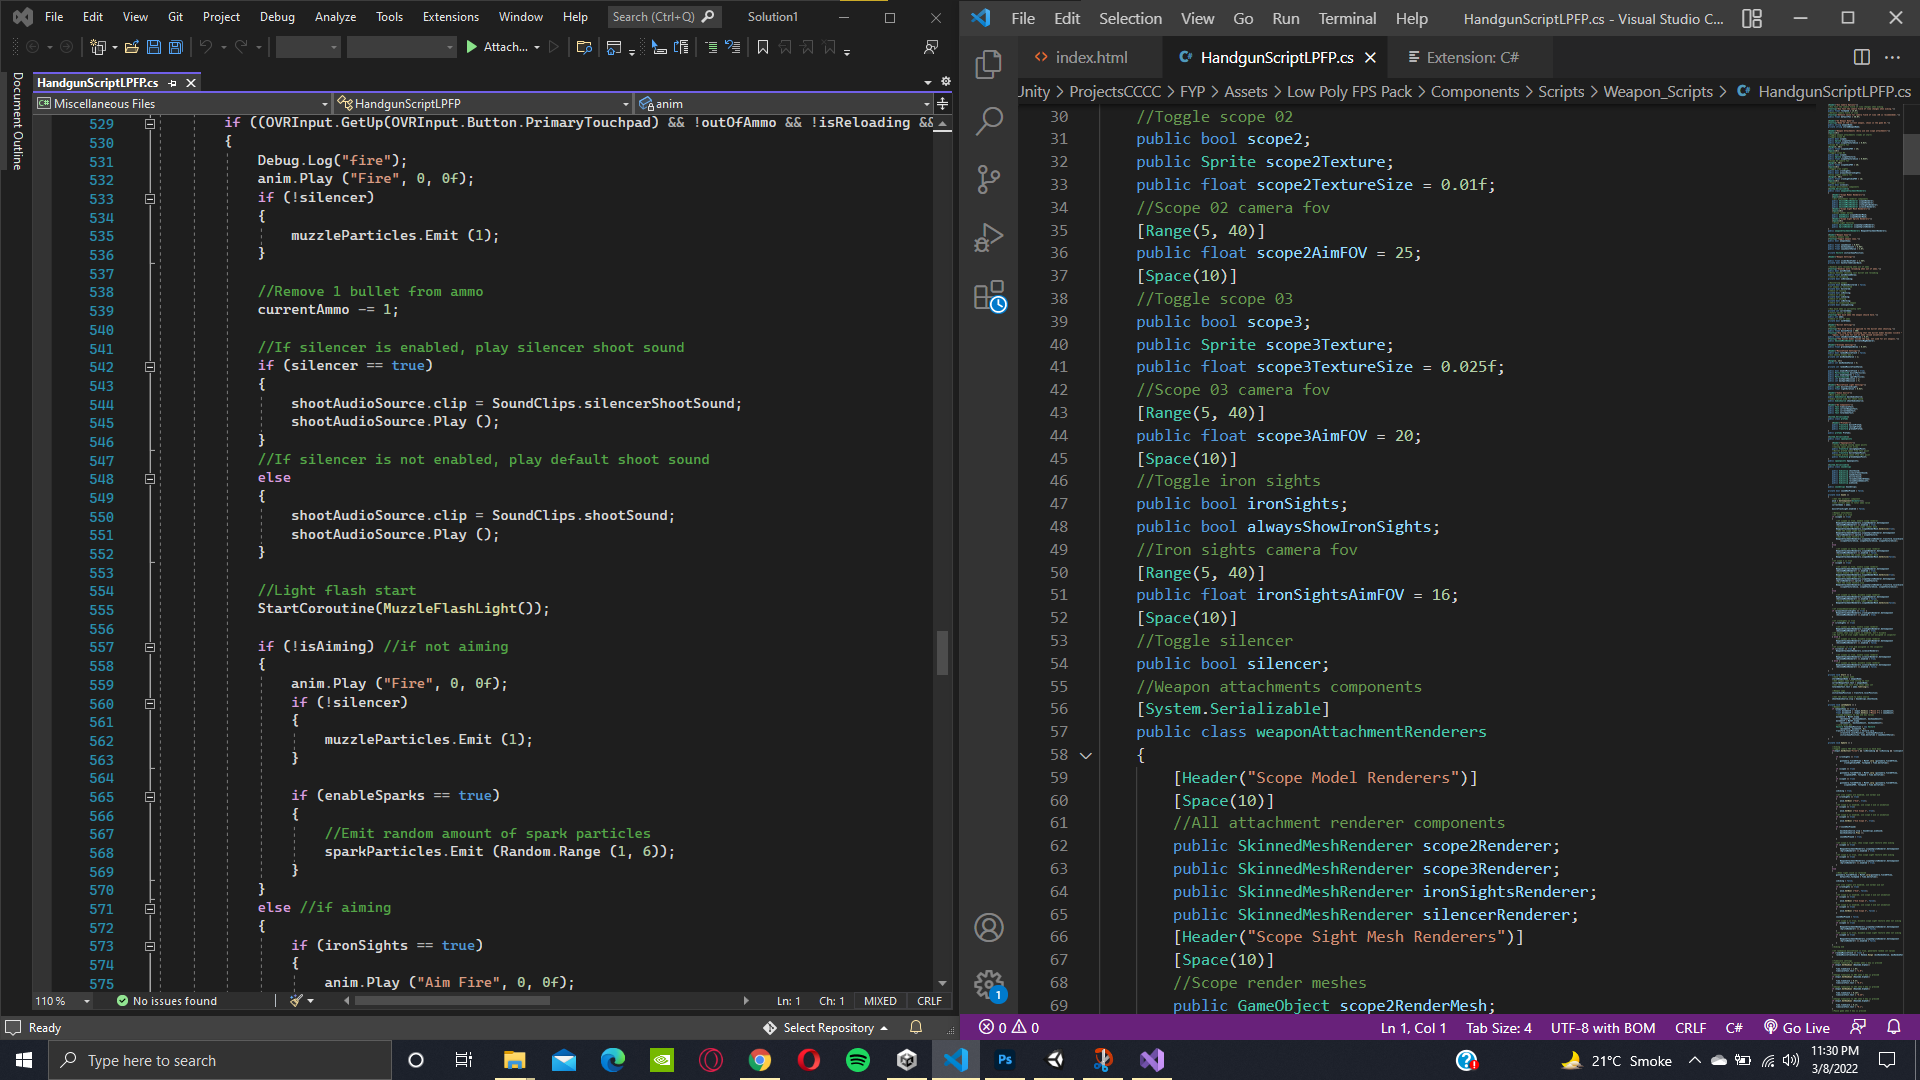 File Edit View Git Project Debug Analyze Tools Extensions Window Help Search (Ctrl+Q) Solution1
Attach...
Document Outline
HandgunScriptLPFP.cs
C# Miscellaneous Files HandgunScriptLPFP anim
529 if ((OVRInput.GetUp(OVRInput.Button.PrimaryTouchpad) && !outOfAmmo && !isReloading &&
530 {
531 Debug.Log("fire");
532 anim.Play ("Fire", 0, 0f);
533 if (!silencer)
534 {
535 muzzleParticles.Emit (1);
536 }
537
538 //Remove 1 bullet from ammo
539 currentAmmo -= 1;
540
541 //If silencer is enabled, play silencer shoot sound
542 if (silencer == true)
543 {
544 shootAudioSource.clip = SoundClips.silencerShootSound;
545 shootAudioSource.Play ();
546 }
547 //If silencer is not enabled, play default shoot sound
548 else
549 {
550 shootAudioSource.clip = SoundClips.shootSound;
551 shootAudioSource.Play ();
552 }
553
554 //Light flash start
555 StartCoroutine(MuzzleFlashLight());
556
557 if (!isAiming) //if not aiming
558 {
559 anim.Play ("Fire", 0, 0f);
560 if (!silencer)
561 {
562 muzzleParticles.Emit (1);
563 }
564
565 if (enableSparks == true)
566 {
567 //Emit random amount of spark particles
568 sparkParticles.Emit (Random.Range (1, 6));
569 }
570 }
571 else //if aiming
572 {
573 if (ironSights == true)
574 {
575 anim.Play ("Aim Fire", 0, 0f);
110 % No issues found Ln: 1 Ch: 1 MIXED CRLF
Ready Select Repository
File Edit Selection View Go Run Terminal Help HandgunScriptLPFP.cs - Visual Studio C...
index.html HandgunScriptLPFP.cs Extension: C#
Unity > ProjectsCCCC > FYP > Assets > Low Poly FPS Pack > Components > Scripts > Weapon_Scripts > HandgunScriptLPFP.cs
30 //Toggle scope 02
31 public bool scope2;
32 public Sprite scope2Texture;
33 public float scope2TextureSize = 0.01f;
34 //Scope 02 camera fov
35 [Range(5, 40)]
36 public float scope2AimFOV = 25;
37 [Space(10)]
38 //Toggle scope 03
39 public bool scope3;
40 public Sprite scope3Texture;
41 public float scope3TextureSize = 0.025f;
42 //Scope 03 camera fov
43 [Range(5, 40)]
44 public float scope3AimFOV = 20;
45 [Space(10)]
46 //Toggle iron sights
47 public bool ironSights;
48 public bool alwaysShowIronSights;
49 //Iron sights camera fov
50 [Range(5, 40)]
51 public float ironSightsAimFOV = 16;
52 [Space(10)]
53 //Toggle silencer
54 public bool silencer;
55 //Weapon attachments components
56 [System.Serializable]
57 public class weaponAttachmentRenderers
58 {
59 [Header("Scope Model Renderers")]
60 [Space(10)]
61 //All attachment renderer components
62 public SkinnedMeshRenderer scope2Renderer;
63 public SkinnedMeshRenderer scope3Renderer;
64 public SkinnedMeshRenderer ironSightsRenderer;
65 public SkinnedMeshRenderer silencerRenderer;
66 [Header("Scope Sight Mesh Renderers")]
67 [Space(10)]
68 //Scope render meshes
69 public GameObject scope2RenderMesh;
1
0 0 Ln 1, Col 1 Tab Size: 4 UTF-8 with BOM CRLF C# Go Live
Type here to search Ps 21°C Smoke 11:30 PM
3/8/2022